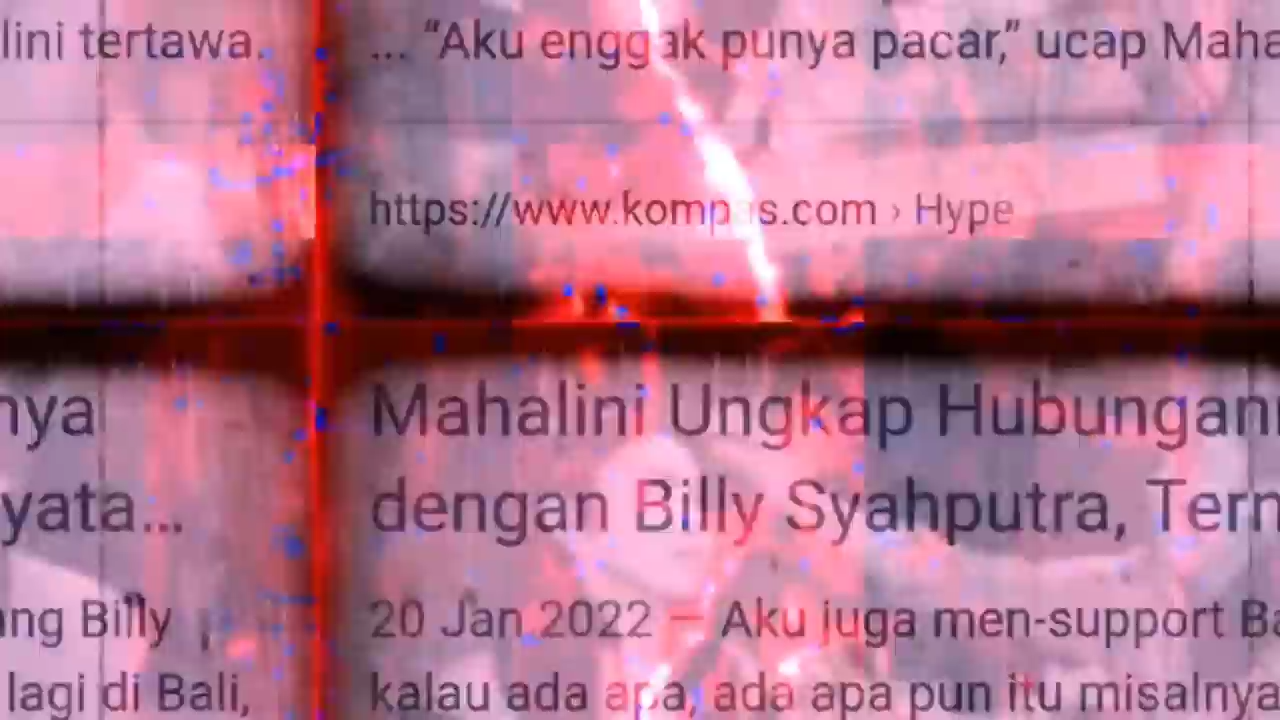 lini tertawa.
... “Aku enggak punya pacar,” ucap Maha
https://www.kompas.com › Hype
nya
yata...
Mahalini Ungkap Hubungan
dengan Billy Syahputra, Tern
ang Billy
lagi di Bali,
20 Jan 2022 — Aku juga men-support Ba
kalau ada apa, ada apa pun itu misalnya